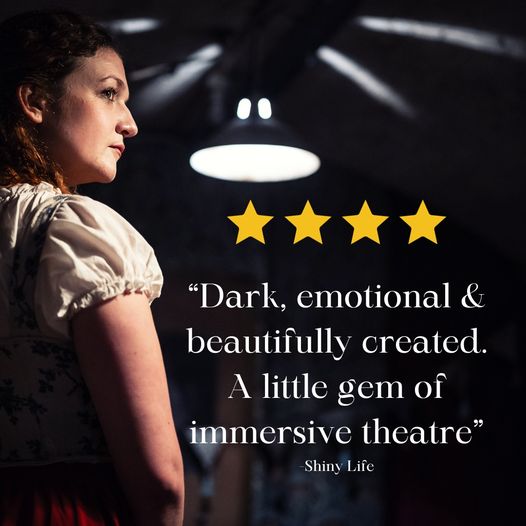 “Dark, emotional &
beautifully created.
A little gem of
immersive theatre”
-Shiny Life